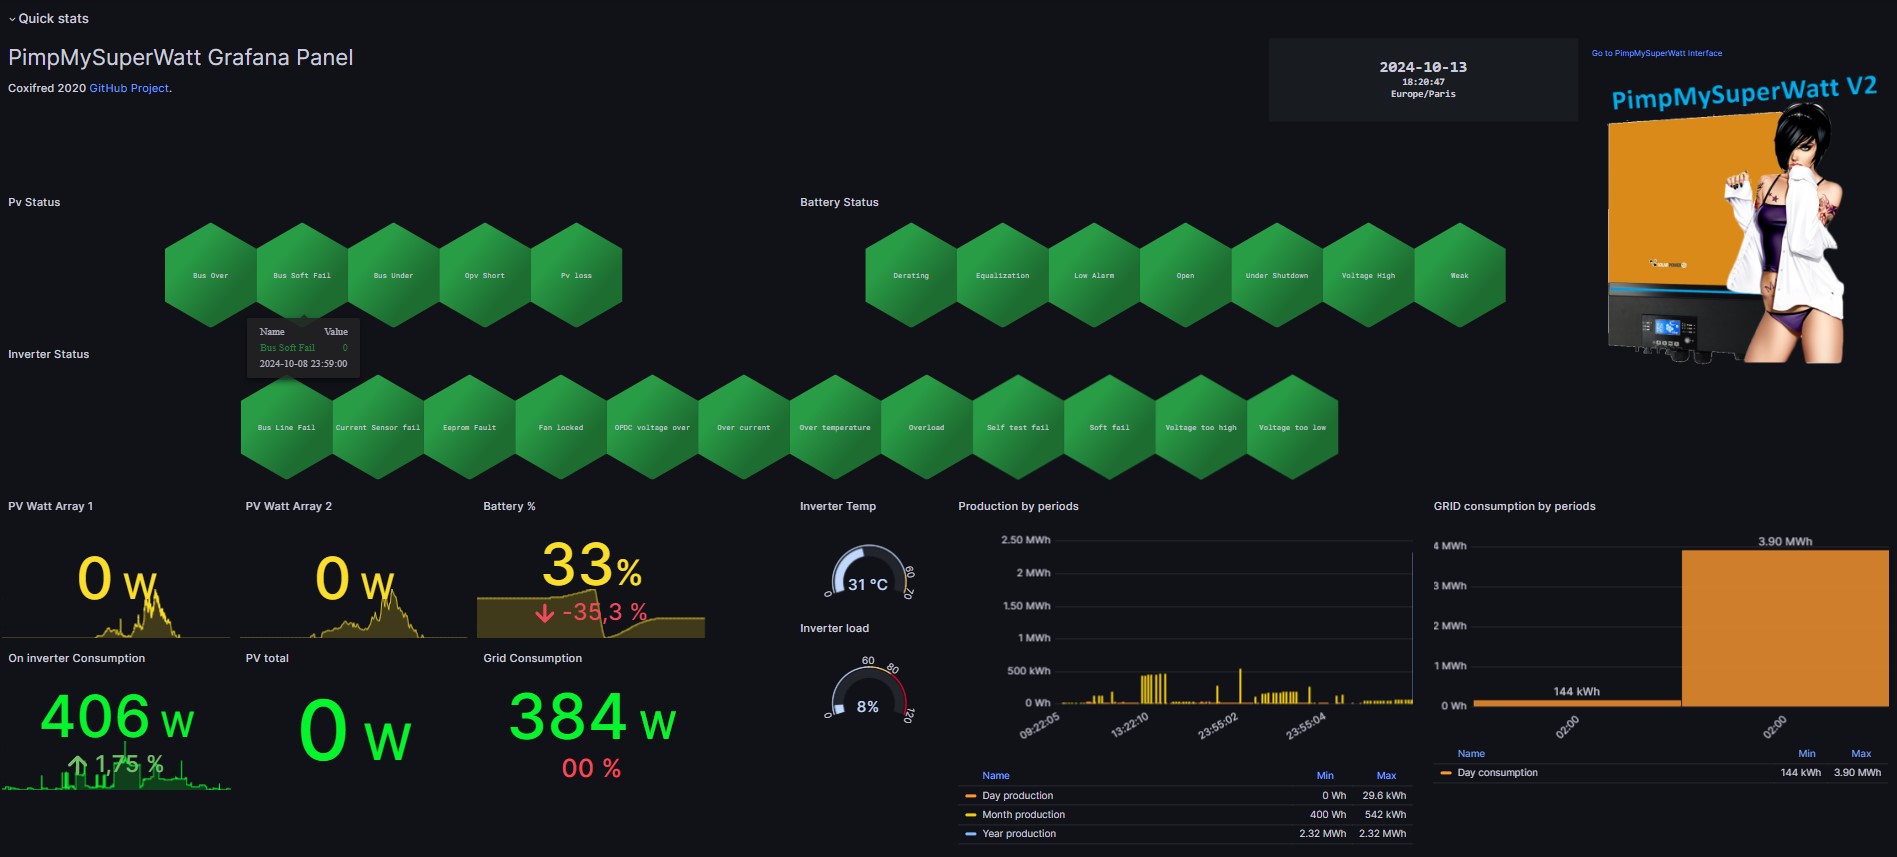 Quick stats
PimpMySuperWatt Grafana Panel
Coxifred 2020 GitHub Project.
2024-10-13
18:20:47
Europe/Paris
Go to PimpMySuperWatt Interface
PimpMySuperWatt V2
Pv Status
Bus Over
Bus Soft Fail
Bus Under
Opv Short
Pv loss
Battery Status
Derating
Equalization
Low Alarm
Open
Under Shutdown
Voltage High
Weak
Name Value
Bus Soft Fail 0
2024-10-08 23:59:00
Inverter Status
Bus Line Fail
Current Sensor fail
Eeprom Fault
Fan locked
OPDC voltage over
Over current
Over temperature
Overload
Self test fail
Soft fail
Voltage too high
Voltage too low
PV Watt Array 1
0 W
PV Watt Array 2
0 W
Battery %
33%
-35,3 %
On inverter Consumption
406 W
1,75 %
PV total
0 W
Grid Consumption
384 W
00 %
Inverter Temp
31 °C
0
60
70
Inverter load
8%
0
60
80
120
Production by periods
2.50 MWh
2 MWh
1.50 MWh
1 MWh
500 kWh
0 Wh
09:22:05
13:22:10
23:55:02
23:55:04
Name Min Max
Day production 0 Wh 29.6 kWh
Month production 400 Wh 542 kWh
Year production 2.32 MWh 2.32 MWh
GRID consumption by periods
4 MWh
3 MWh
2 MWh
1 MWh
0 Wh
144 kWh
3.90 MWh
02:00
02:00
Name Min Max
Day consumption 144 kWh 3.90 MWh